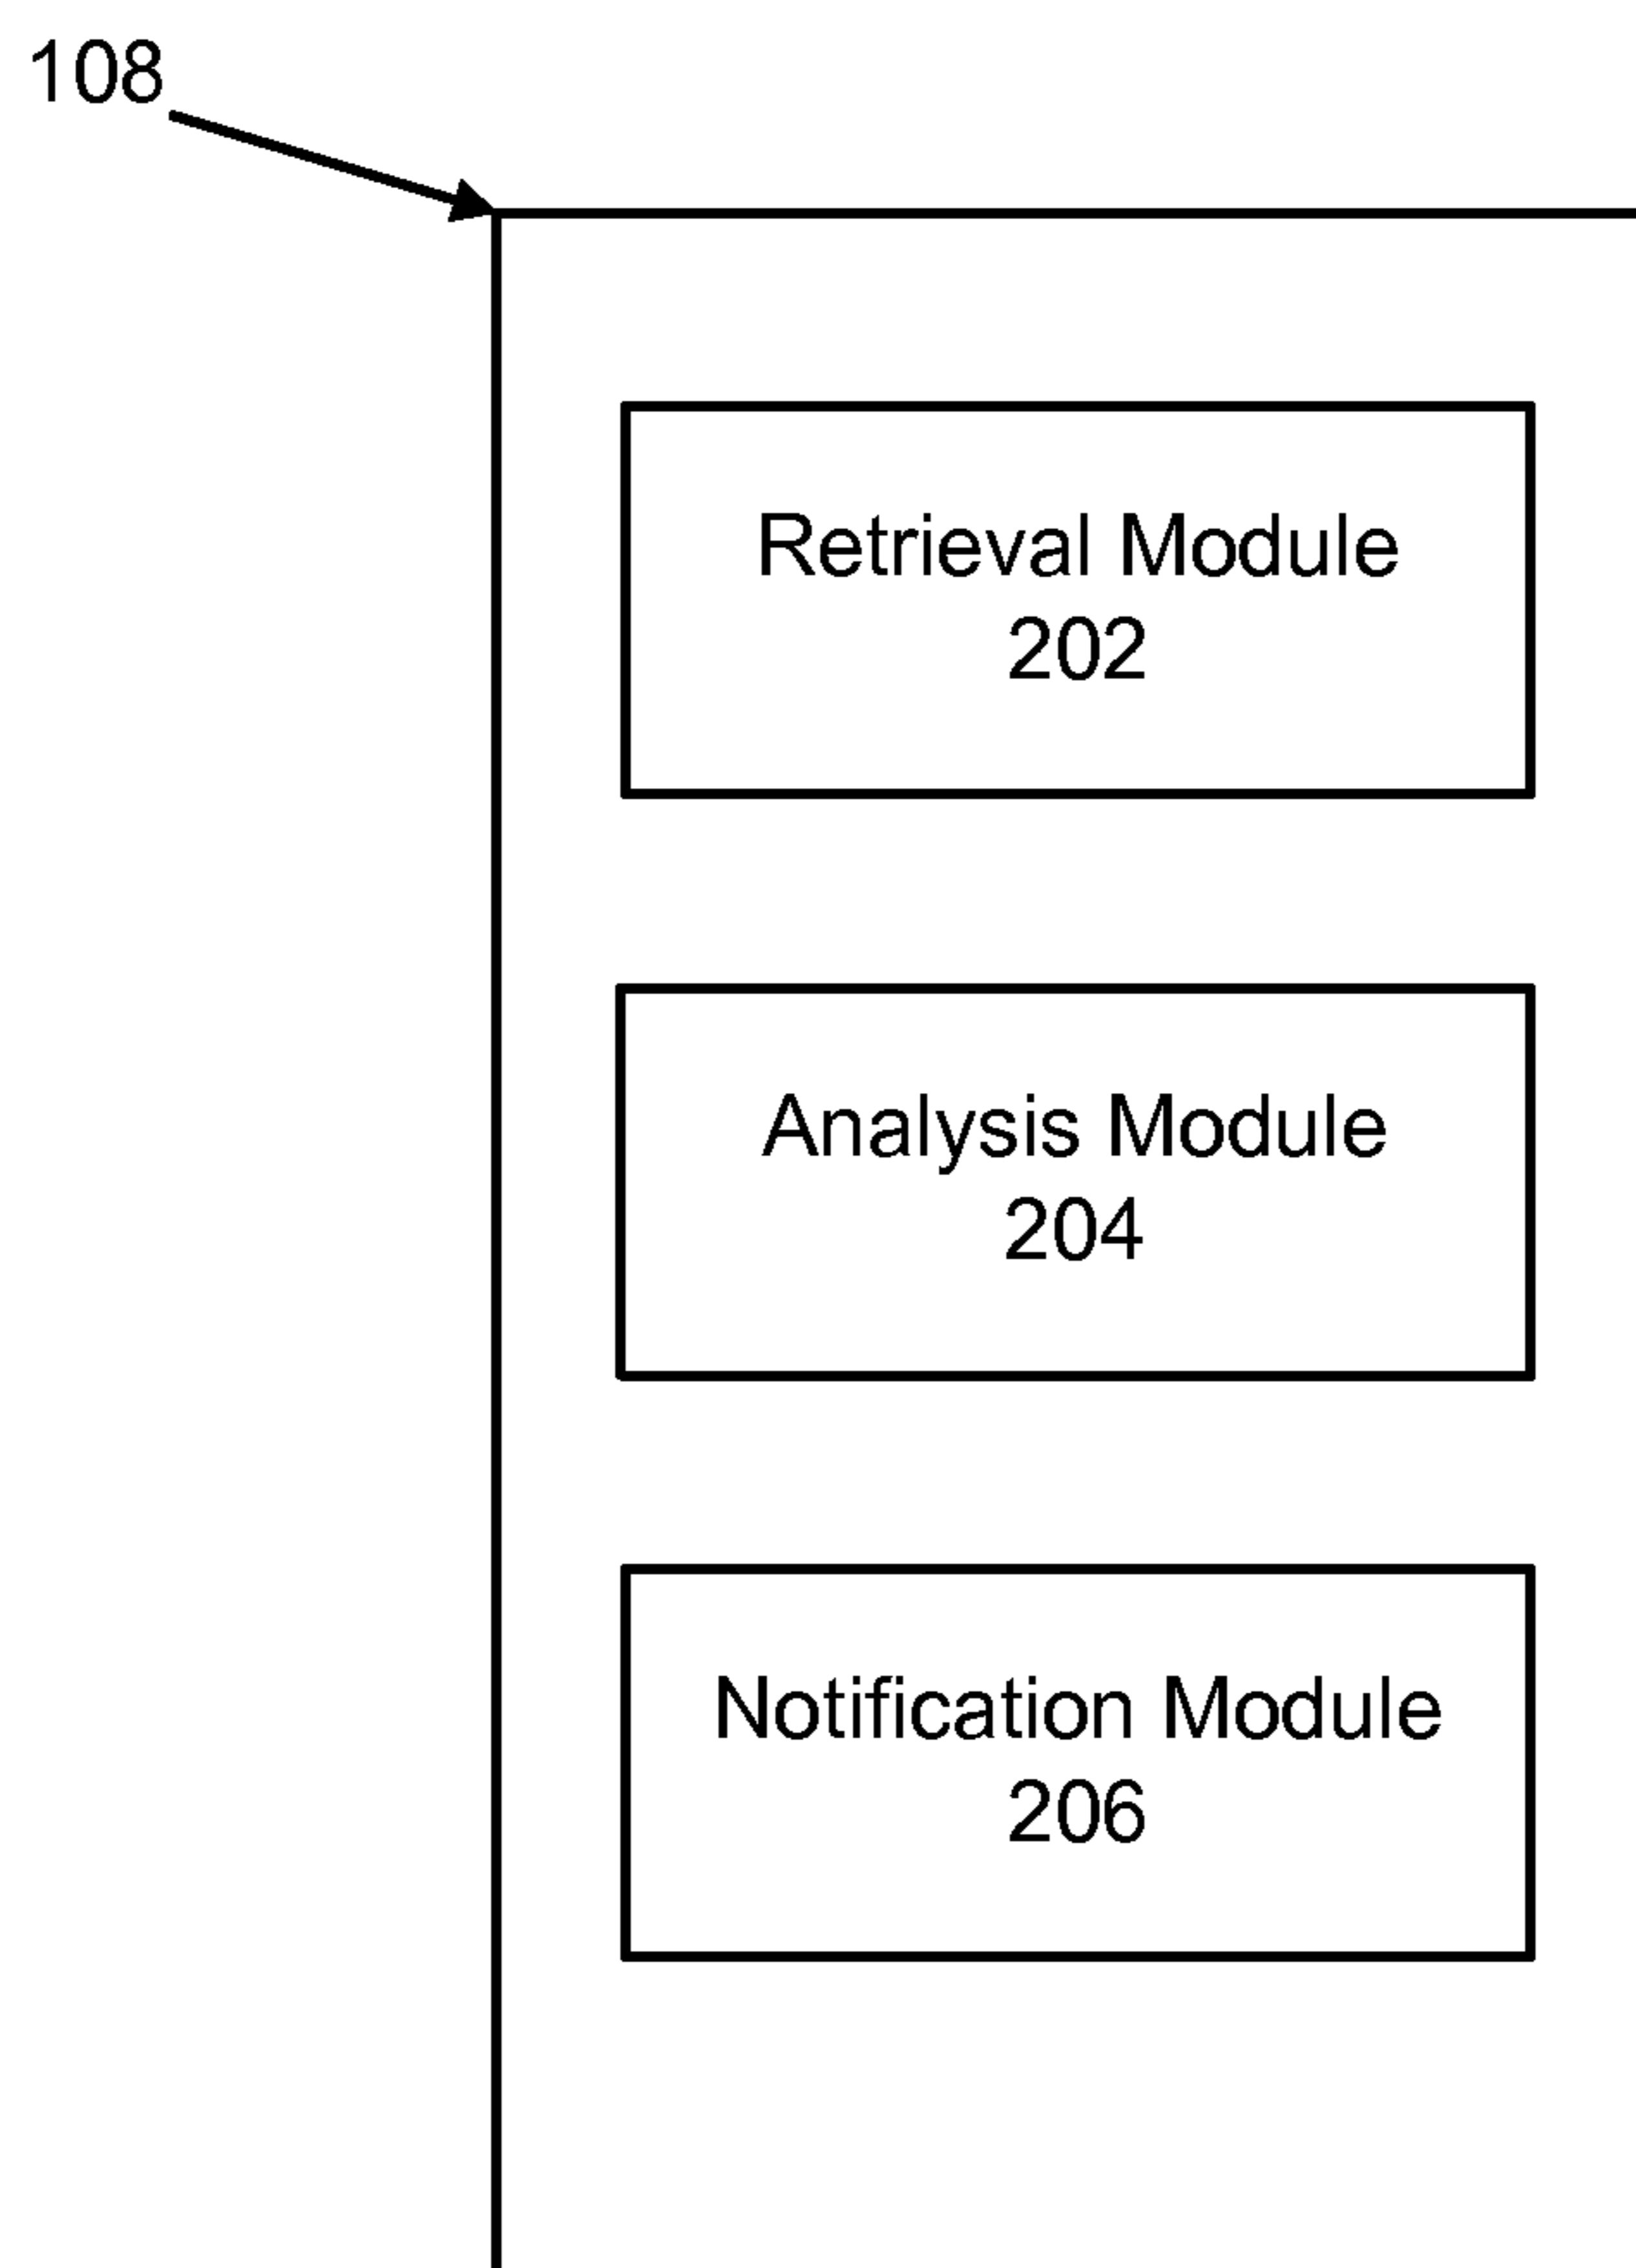 108
Retrieval Module
202
Analysis Module
204
Notification Module
206